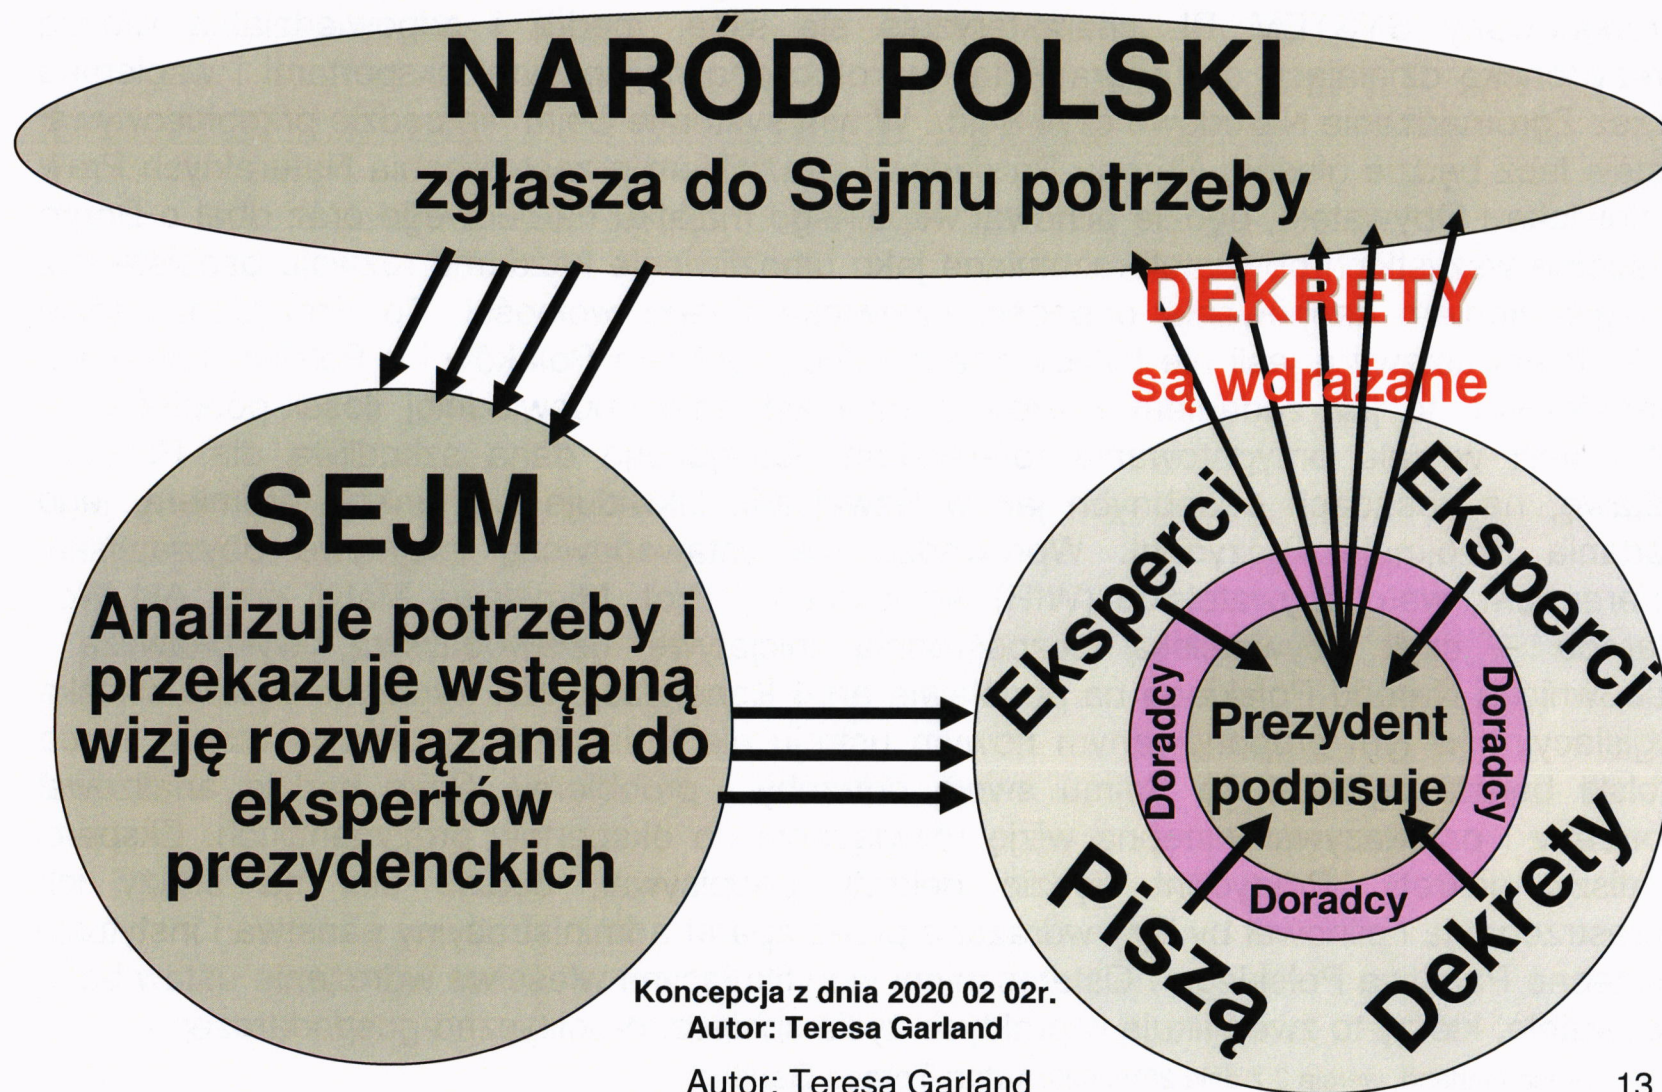 NARÓD POLSKI
zgłasza do Sejmu potrzeby
DEKRETY
są wdrażane
SEJM
Analizuje potrzeby i
przekazuje wstępną
wizję rozwiązania do
ekspertów
prezydenckich
Eksperci
Eksperci
Doradcy
Doradcy
Prezydent
podpisuje
Doradcy
Piszą
Dekrety
Koncepcja z dnia 2020 02 02r.
Autor: Teresa Garland
Autor: Teresa Garland
13